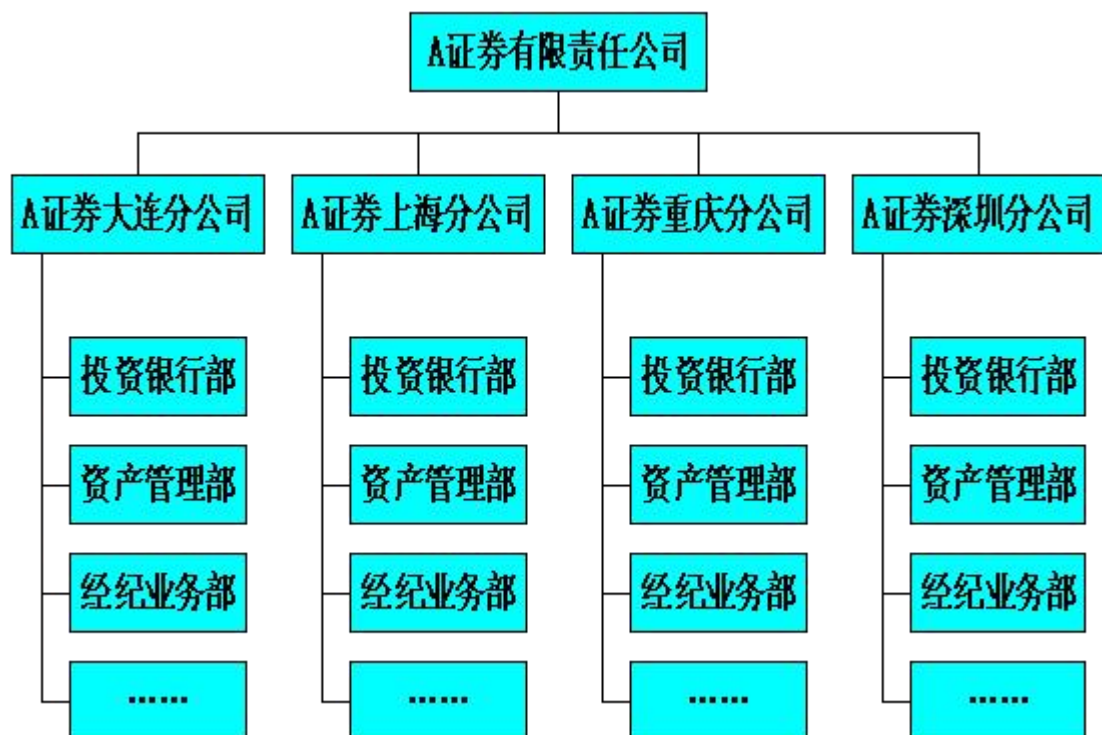 A证券有限责任公司
A证券大连分公司
A证券上海分公司
A证券重庆分公司
A证券深圳分公司
投资银行部
投资银行部
投资银行部
投资银行部
资产管理部
资产管理部
资产管理部
资产管理部
经纪业务部
经纪业务部
经纪业务部
经纪业务部
……
……
……
……